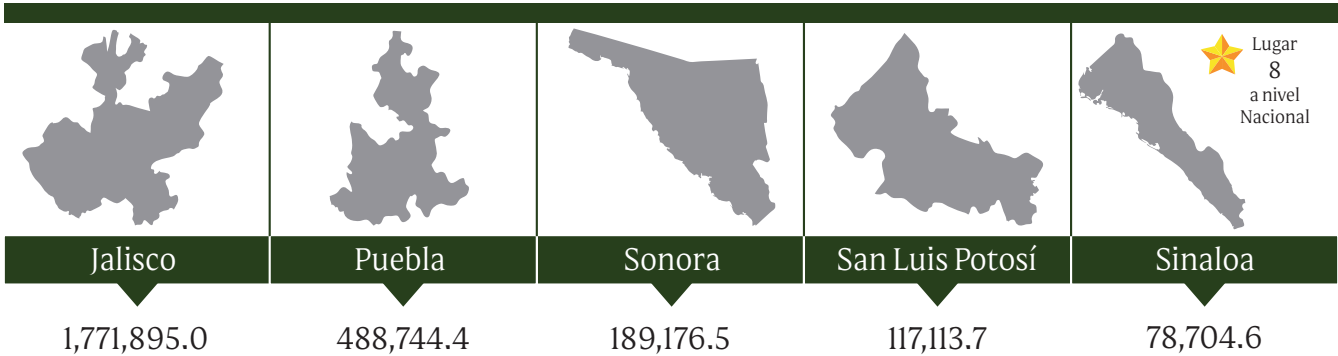 Lugar
8
a nivel
Nacional
Jalisco
Puebla
Sonora
San Luis Potosí
Sinaloa
1,771,895.0
488,744.4
189,176.5
117,113.7
78,704.6